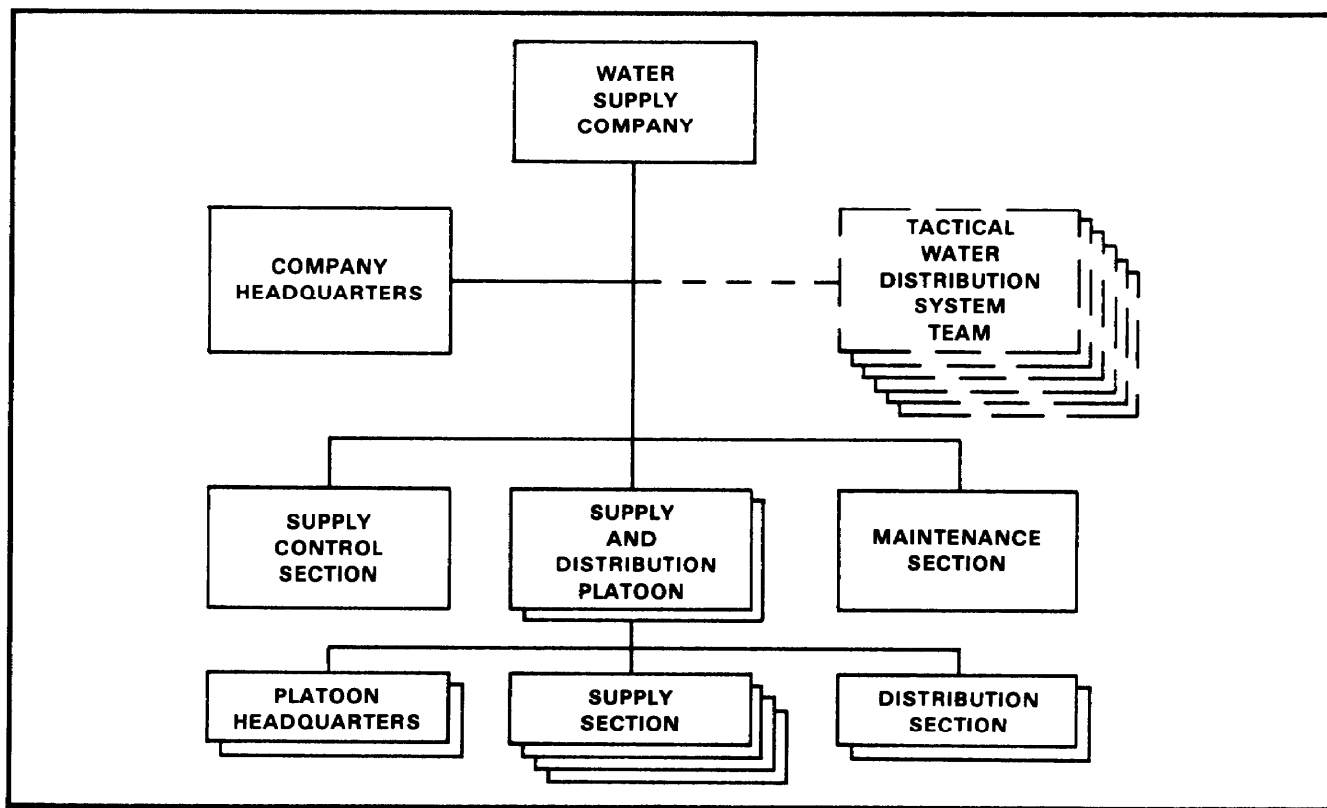 WATER
SUPPLY
COMPANY
COMPANY
HEADQUARTERS
TACTICAL
WATER
DISTRIBUTION
SYSTEM
TEAM
SUPPLY
CONTROL
SECTION
SUPPLY
AND
DISTRIBUTION
PLATOON
MAINTENANCE
SECTION
PLATOON
HEADQUARTERS
SUPPLY
SECTION
DISTRIBUTION
SECTION